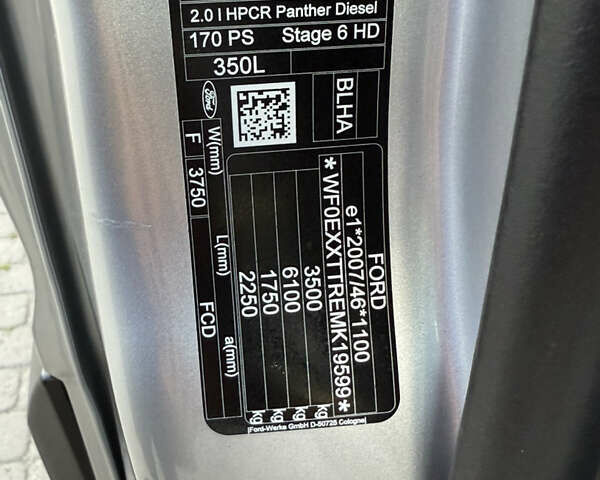 2.0 l HPCR Panther Diesel
170 PS Stage 6 HD
350L
BLHA
Ford
FORD
e1*2007/46*1100
*WF0EXXTTREMK19599*
3500 kg
6100 kg
1750 kg
2250 kg
W(mm) L(mm) a(mm)
F 3750 FCD
Ford-Werke GmbH D-50725 Cologne